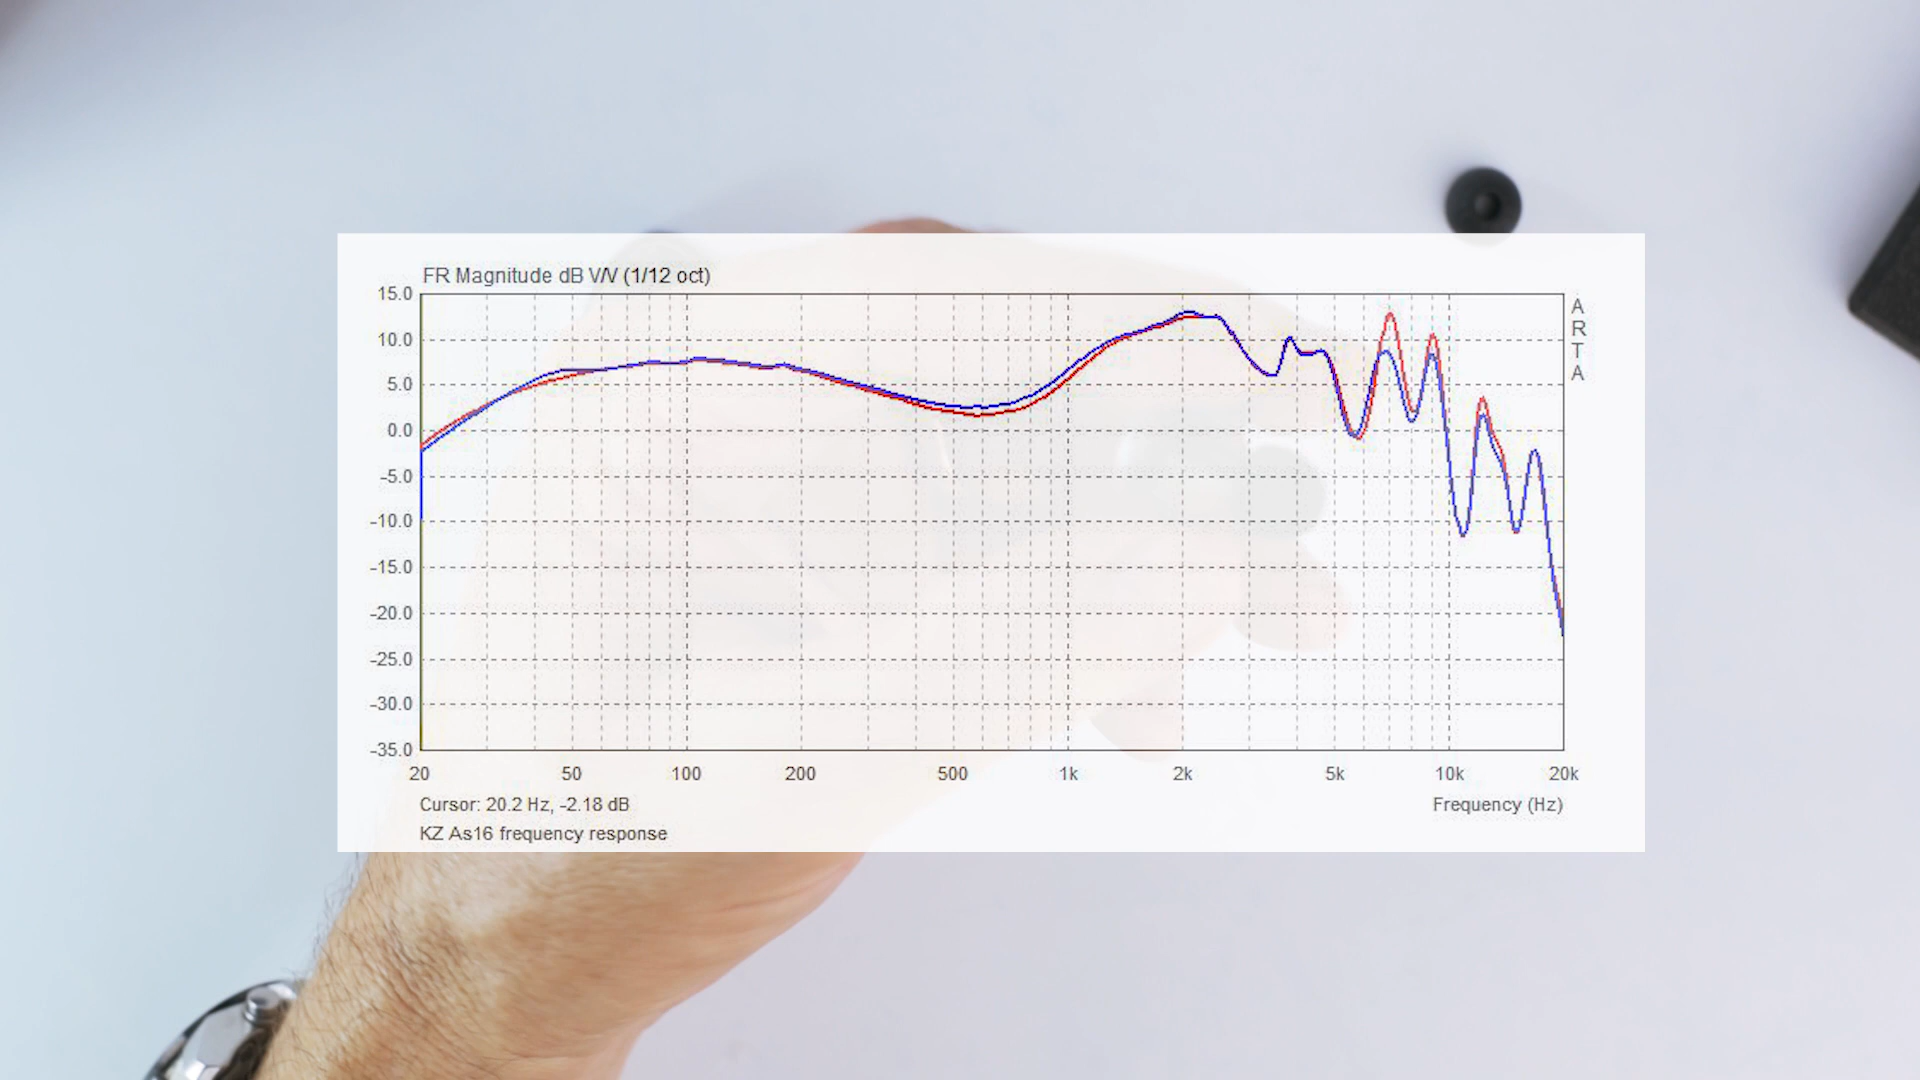 FR Magnitude dB V/V (1/12 oct)
15.0
10.0
5.0
0.0
-5.0
-10.0
-15.0
-20.0
-25.0
-30.0
-35.0
A
R
T
A
20 50 100 200 500 1k 2k 5k 10k 20k
Cursor: 20.2 Hz, -2.18 dB
Frequency (Hz)
KZ As16 frequency response